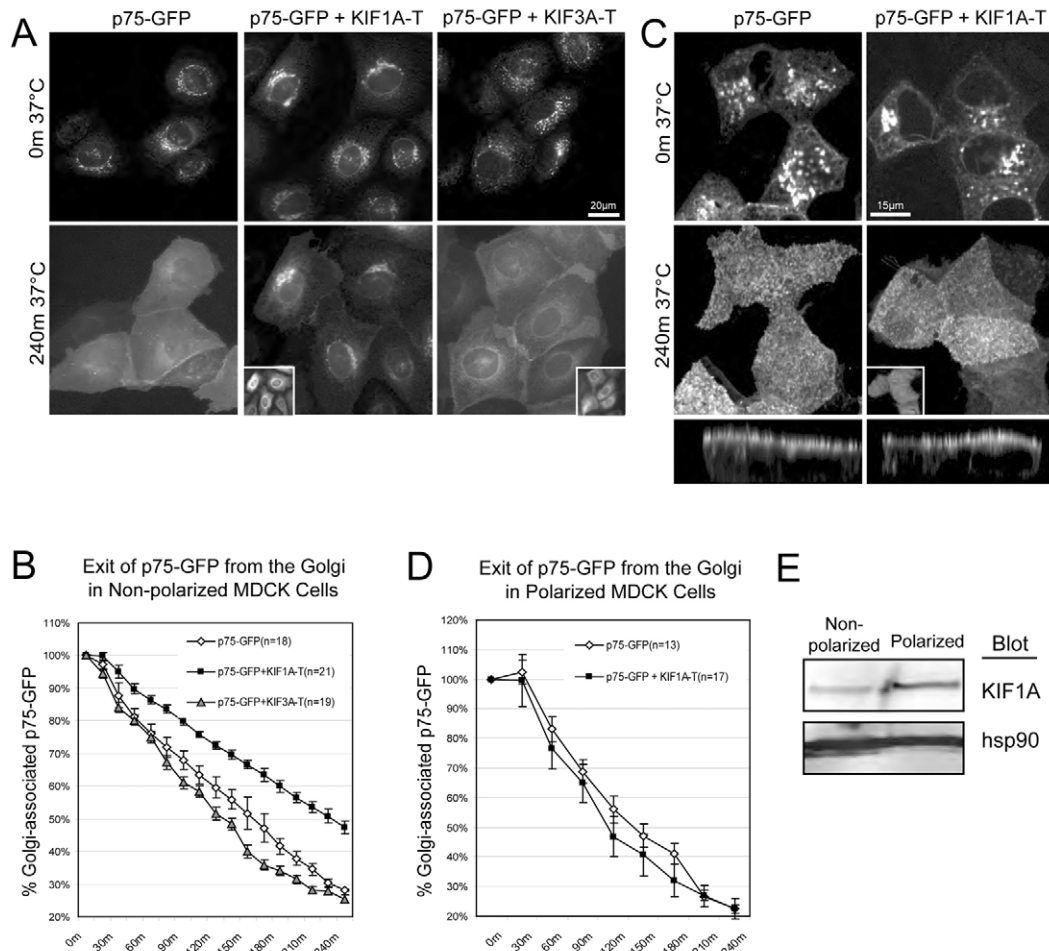 A
p75-GFP
p75-GFP + KIF1A-T
p75-GFP + KIF3A-T
0m 37°C
20µm
240m 37°C
C
p75-GFP
p75-GFP + KIF1A-T
0m 37°C
15µm
240m 37°C
B
Exit of p75-GFP from the Golgi
in Non-polarized MDCK Cells
% Golgi-associated p75-GFP
110%
100%
90%
80%
70%
60%
50%
40%
30%
20%
p75-GFP(n=18)
p75-GFP+KIF1A-T(n=21)
p75-GFP+KIF3A-T(n=19)
0m
30m
60m
90m
120m
150m
180m
210m
240m
D
Exit of p75-GFP from the Golgi
in Polarized MDCK Cells
% Golgi-associated p75-GFP
120%
110%
100%
90%
80%
70%
60%
50%
40%
30%
20%
p75-GFP(n=13)
p75-GFP + KIF1A-T(n=17)
0m
30m
60m
90m
120m
150m
180m
210m
240m
E
Non-
polarized
Polarized
Blot
KIF1A
hsp90